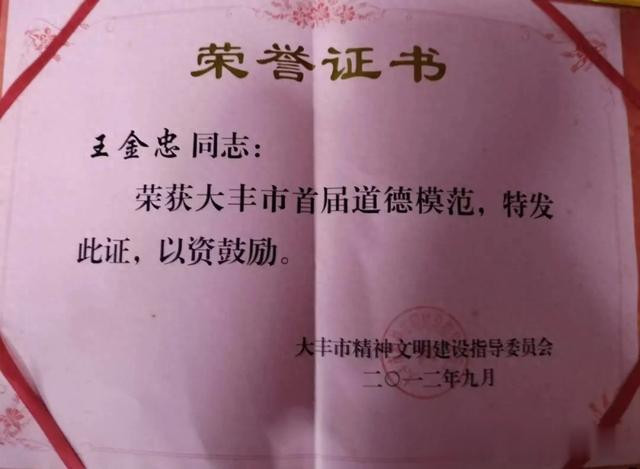 荣誉证书
王金忠 同志：
荣获大丰市首届道德模范，特发
此证，以资鼓励。
大丰市精神文明建设指导委员会
二〇一二年九月